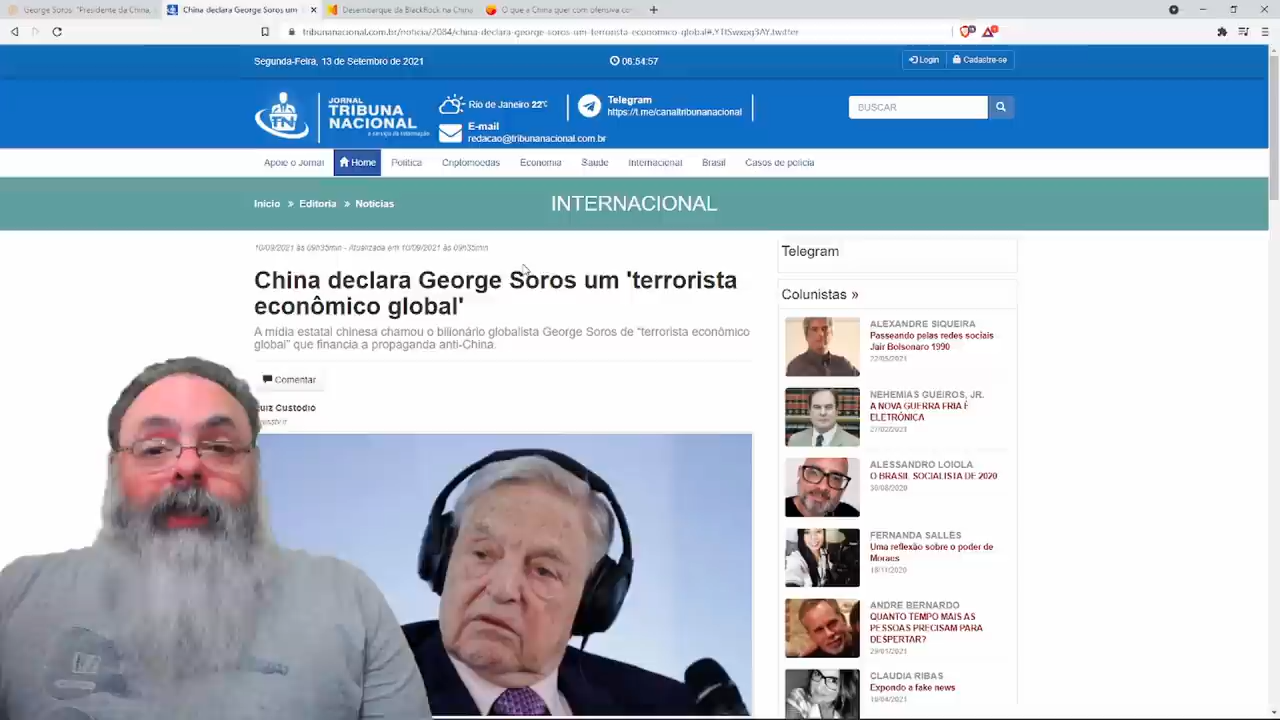 George Soros: "Presidente da China,
China declara George Soros um
Desembarque da BlackRock na China
O que a China quer com ofensiva co
tribunanacional.com.br/noticia/2084/china-declara-george-soros-um-terrorista-economico-global#.YTtSwxpq3AY.twitter
Segunda-Feira, 13 de Setembro de 2021
06:54:57
Login
Cadastre-se
JORNAL
TRIBUNA
NACIONAL
a serviço da informação
Rio de Janeiro 22°C
Telegram
https://t.me/canaltribunanacional
E-mail
redacao@tribunanacional.com.br
BUSCAR
Apoie o Jornal
Home
Política
Criptomoedas
Economia
Saúde
Internacional
Brasil
Casos de polícia
Início » Editoria » Notícias
INTERNACIONAL
10/09/2021 às 09h35min - Atualizada em 10/09/2021 às 09h35min
China declara George Soros um 'terrorista
econômico global'
A mídia estatal chinesa chamou o bilionário globalista George Soros de "terrorista econômico
global" que financia a propaganda anti-China.
Comentar
Luiz Custodio
Telegram
Colunistas »
ALEXANDRE SIQUEIRA
Passeando pelas redes sociais
Jair Bolsonaro 1990
22/05/2021
NEHEMIAS GUEIROS, JR.
A NOVA GUERRA FRIA É
ELETRÔNICA
27/02/2021
ALESSANDRO LOIOLA
O BRASIL SOCIALISTA DE 2020
30/08/2020
FERNANDA SALLES
Uma reflexão sobre o poder de
Moraes
18/11/2020
ANDRE BERNARDO
QUANTO TEMPO MAIS AS
PESSOAS PRECISAM PARA
DESPERTAR?
29/01/2021
CLAUDIA RIBAS
Expondo a fake news
16/04/2021